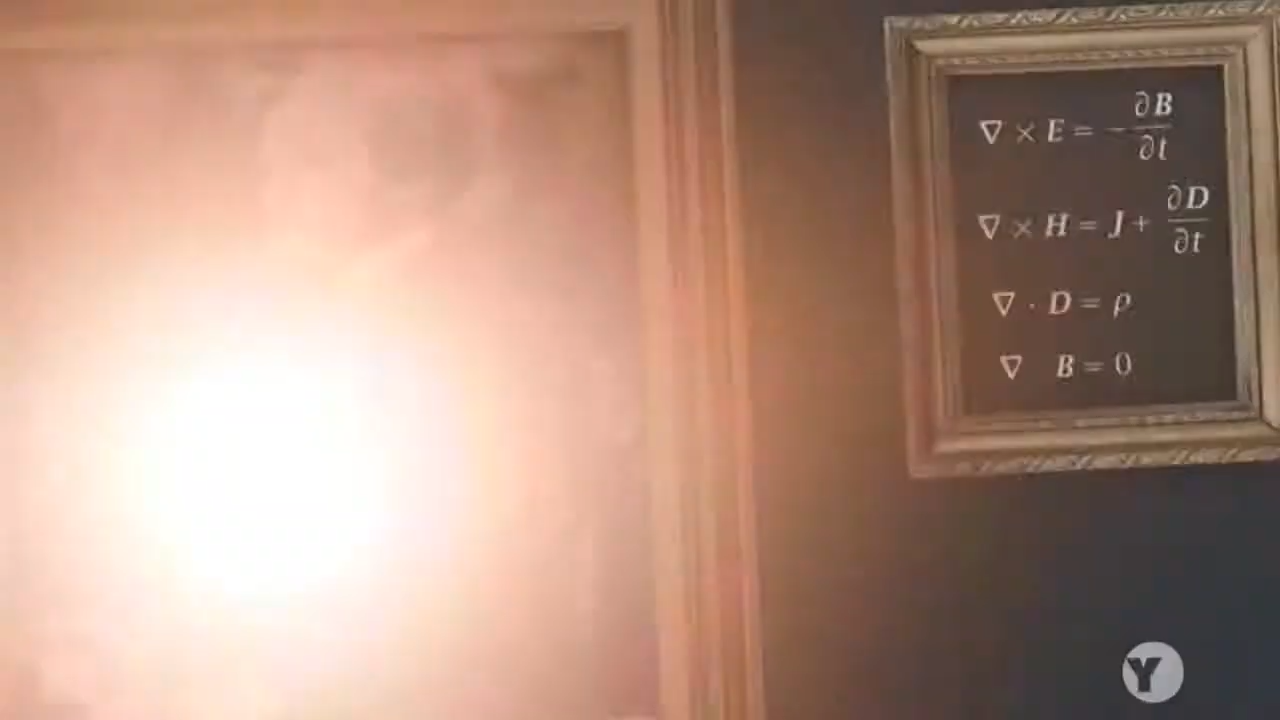 ∇ × E = - ∂B/∂t
∇ × H = J + ∂D/∂t
∇ · D = ρ
∇ B = 0
Y